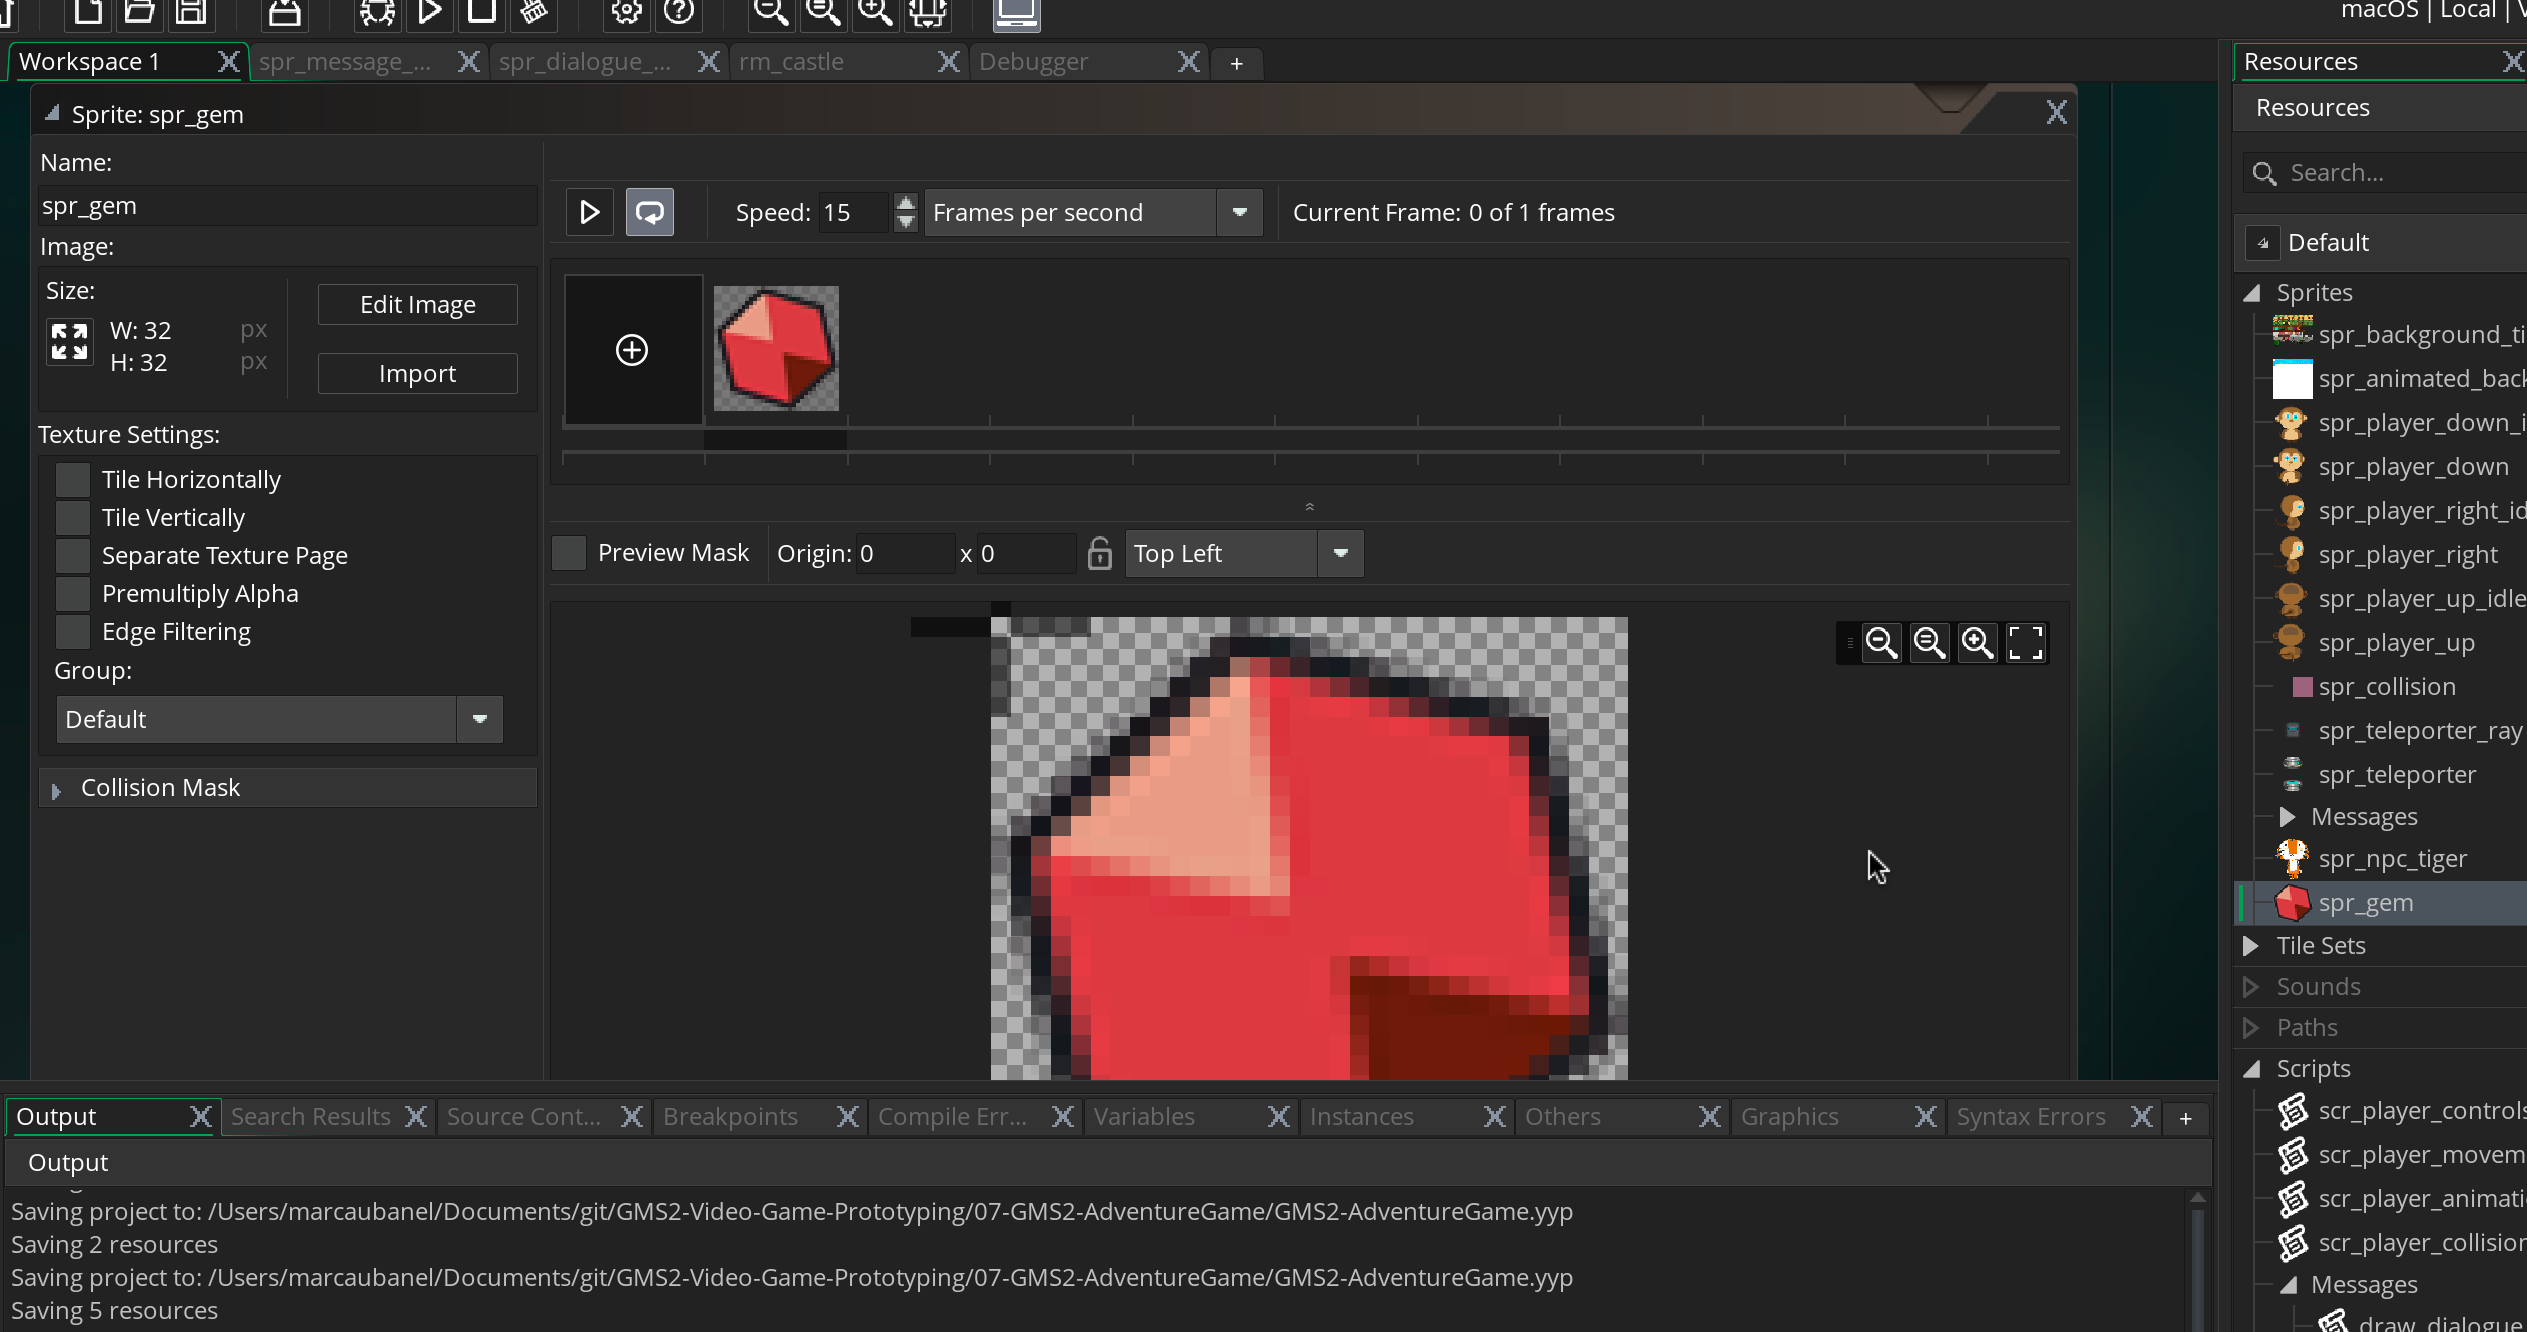 macOS | Local |
Workspace 1
spr_message_...
spr_dialogue_...
rm_castle
Debugger
+
Resources
Sprite: spr_gem
Resources
Name:
spr_gem
Search...
Speed: 15
Frames per second
Current Frame: 0 of 1 frames
Image:
Default
Size:
W: 32 px
H: 32 px
Edit Image
Import
Sprites
spr_background_ti
spr_animated_back
spr_player_down_i
spr_player_down
spr_player_right_id
spr_player_right
spr_player_up_idle
spr_player_up
spr_collision
spr_teleporter_ray
spr_teleporter
Messages
spr_npc_tiger
spr_gem
Tile Sets
Sounds
Paths
Scripts
scr_player_controls
scr_player_movem
scr_player_animati
scr_player_collision
Messages
draw_dialogue
Texture Settings:
Tile Horizontally
Tile Vertically
Separate Texture Page
Premultiply Alpha
Edge Filtering
Group:
Default
Collision Mask
Preview Mask
Origin: 0 x 0
Top Left
Output
Search Results
Source Cont...
Breakpoints
Compile Err...
Variables
Instances
Others
Graphics
Syntax Errors
+
Output
Saving project to: /Users/marcaubanel/Documents/git/GMS2-Video-Game-Prototyping/07-GMS2-AdventureGame/GMS2-AdventureGame.yyp
Saving 2 resources
Saving project to: /Users/marcaubanel/Documents/git/GMS2-Video-Game-Prototyping/07-GMS2-AdventureGame/GMS2-AdventureGame.yyp
Saving 5 resources